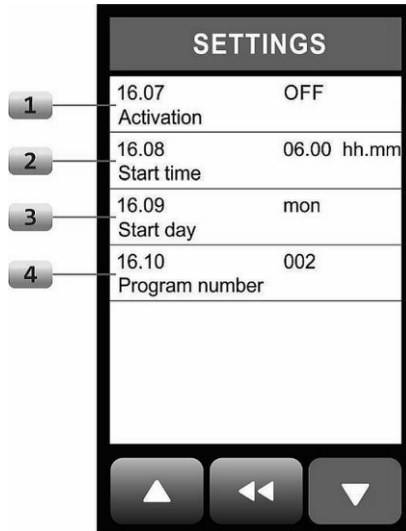 SETTINGS
1
16.07 OFF
Activation
2
16.08 06.00 hh.mm
Start time
3
16.09 mon
Start day
4
16.10 002
Program number